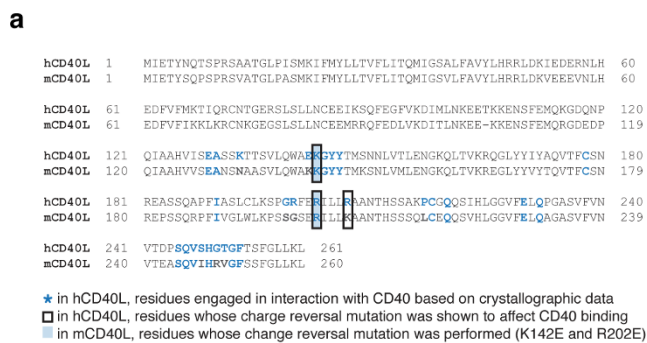 a
hCD40L 1 MIETYNQTSPRSAATGLPISMKIFMYLLTVFLITQMIGSALFAVYLHRRLDKIEDERNLH 60
mCD40L 1 MIETYSQPSPRSVATGLPASMKIFMYLLTVFLITQMIGSVLFAVYLHRRLDKVEEEVNLH 60
hCD40L 61 EDFVFMKTIQRCNTGERSLSLLNCEEIKSQFEGFVKDIMLNKEETKKENSFEMQKGDQNP 120
mCD40L 61 EDFVFIKKLKRCNKGEGSLSLLNCEEMRRQFEDLVKDITLNKEE-KKENSFEMQRGDEDP 119
hCD40L 121 QIAAHVISEASSKTTSVLQWAEKGYYTMSNNLVTLENGKQLTVKRQGLYYIYAQVTFCSN 180
mCD40L 120 QIAAHVVSEANSNAASVLQWAKKGYYTMKSNLVMLENGKQLTVKREGLYYVYTQVTFCSN 179
hCD40L 181 REASSQAPFIASLCLKSPGRFERILLRAANTHSSAKPCGQQSIHLGGVFELQPGASVFVN 240
mCD40L 180 REPSSQRPFIVGLWLKPSSGSERILLKAANTHSSSQLCEQQSVHLGGVFELQAGASVFVN 239
hCD40L 241 VTDPSQVSHGTGFTSFGLLKL 261
mCD40L 240 VTEASQVIHRVGFSSFGLLKL 260
★ in hCD40L, residues engaged in interaction with CD40 based on crystallographic data
in hCD40L, residues whose charge reversal mutation was shown to affect CD40 binding
in mCD40L, residues whose change reversal mutation was performed (K142E and R202E)